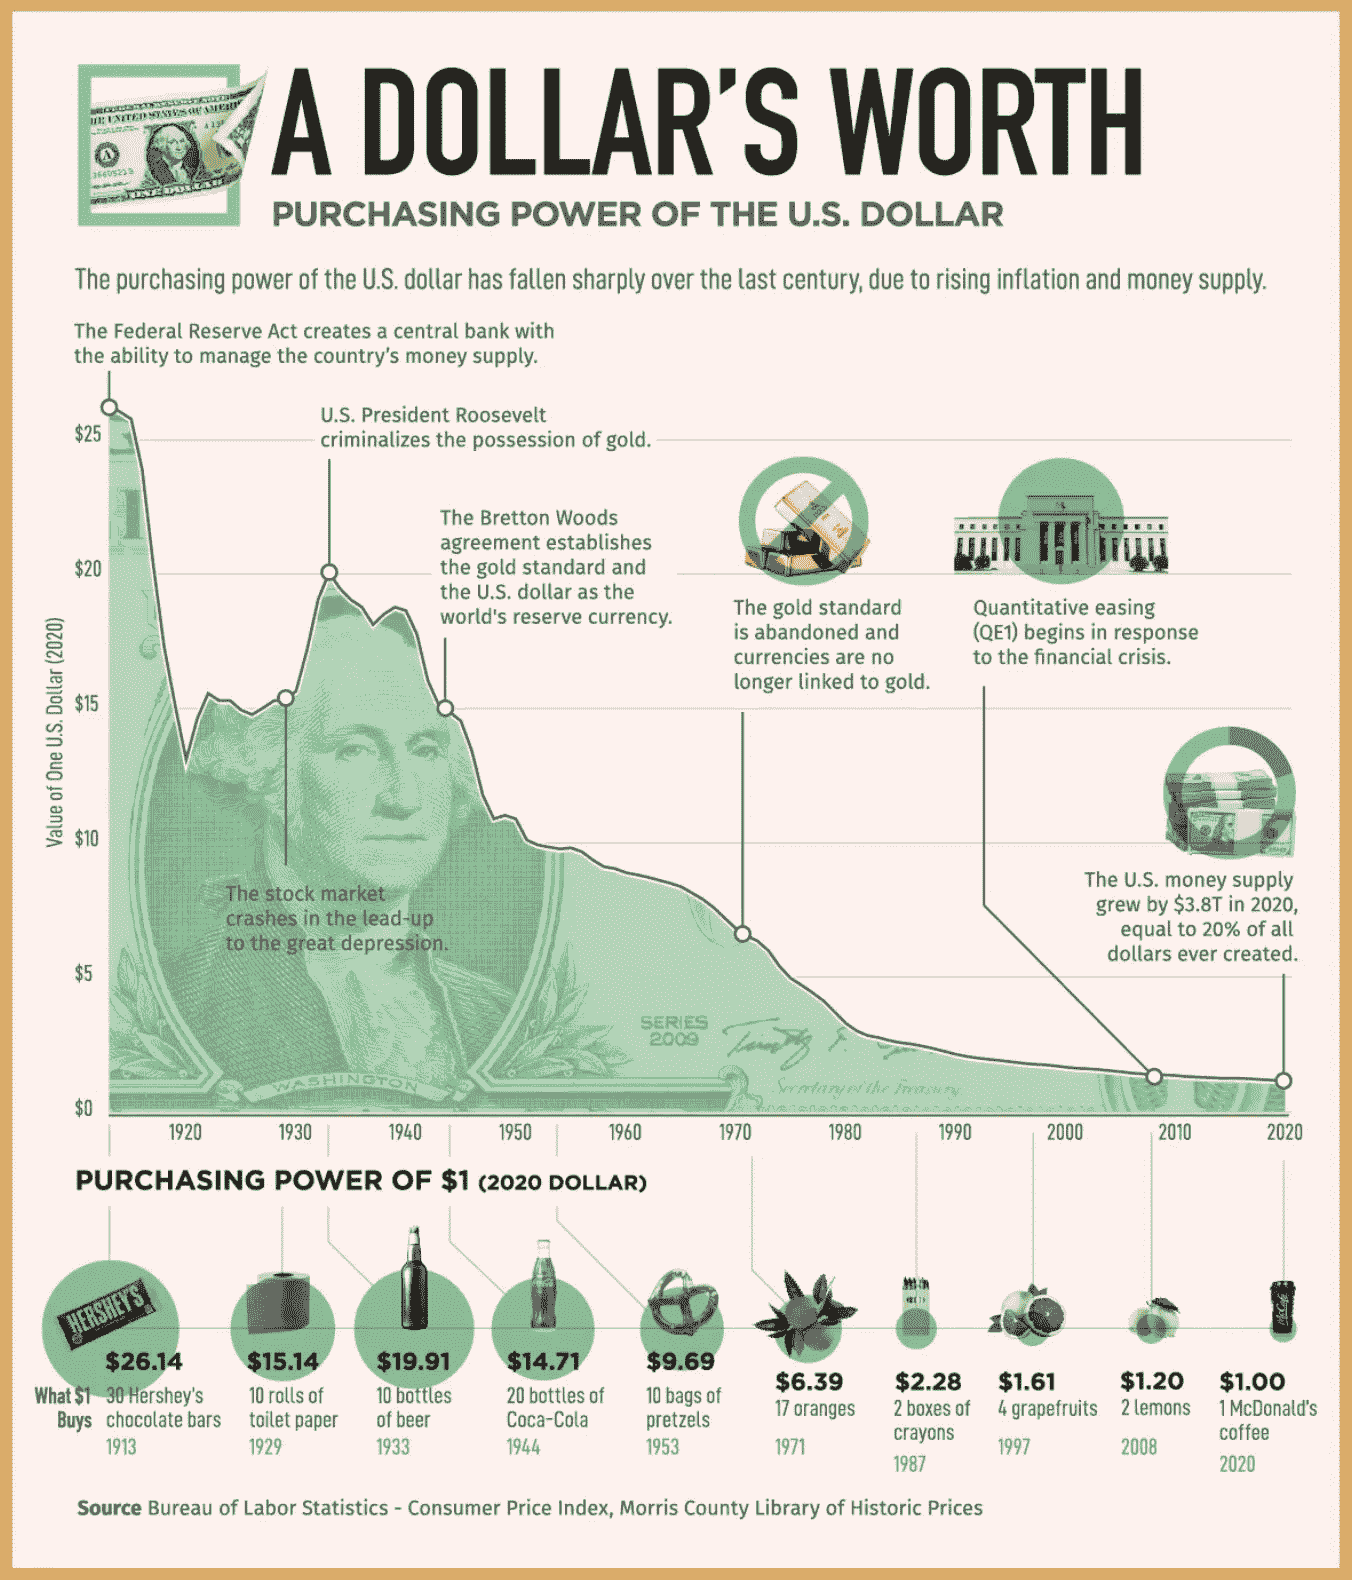 A DOLLAR'S WORTH
PURCHASING POWER OF THE U.S. DOLLAR
The purchasing power of the U.S. dollar has fallen sharply over the last century, due to rising inflation and money supply.
The Federal Reserve Act creates a central bank with
the ability to manage the country's money supply.
U.S. President Roosevelt
criminalizes the possession of gold.
The Bretton Woods
agreement establishes
the gold standard and
the U.S. dollar as the
world's reserve currency.
The gold standard
is abandoned and
currencies are no
longer linked to gold.
Quantitative easing
(QE1) begins in response
to the financial crisis.
The U.S. money supply
grew by $3.8T in 2020,
equal to 20% of all
dollars ever created.
The stock market
crashes in the lead-up
to the great depression.
Value of One U.S. Dollar (2020)
$25
$20
$15
$10
$5
$0
SERIES
2009
WASHINGTON
Secretary of the Treasury
1920 1930 1940 1950 1960 1970 1980 1990 2000 2010 2020
PURCHASING POWER OF $1 (2020 DOLLAR)
HERSHEY'S
What $1
Buys
$26.14
30 Hershey's
chocolate bars
1913
$15.14
10 rolls of
toilet paper
1929
$19.91
10 bottles
of beer
1933
$14.71
20 bottles of
Coca-Cola
1944
$9.69
10 bags of
pretzels
1953
$6.39
17 oranges
1971
$2.28
2 boxes of
crayons
1987
$1.61
4 grapefruits
1997
$1.20
2 lemons
2008
McCafé
$1.00
1 McDonald's
coffee
2020
Source Bureau of Labor Statistics - Consumer Price Index, Morris County Library of Historic Prices